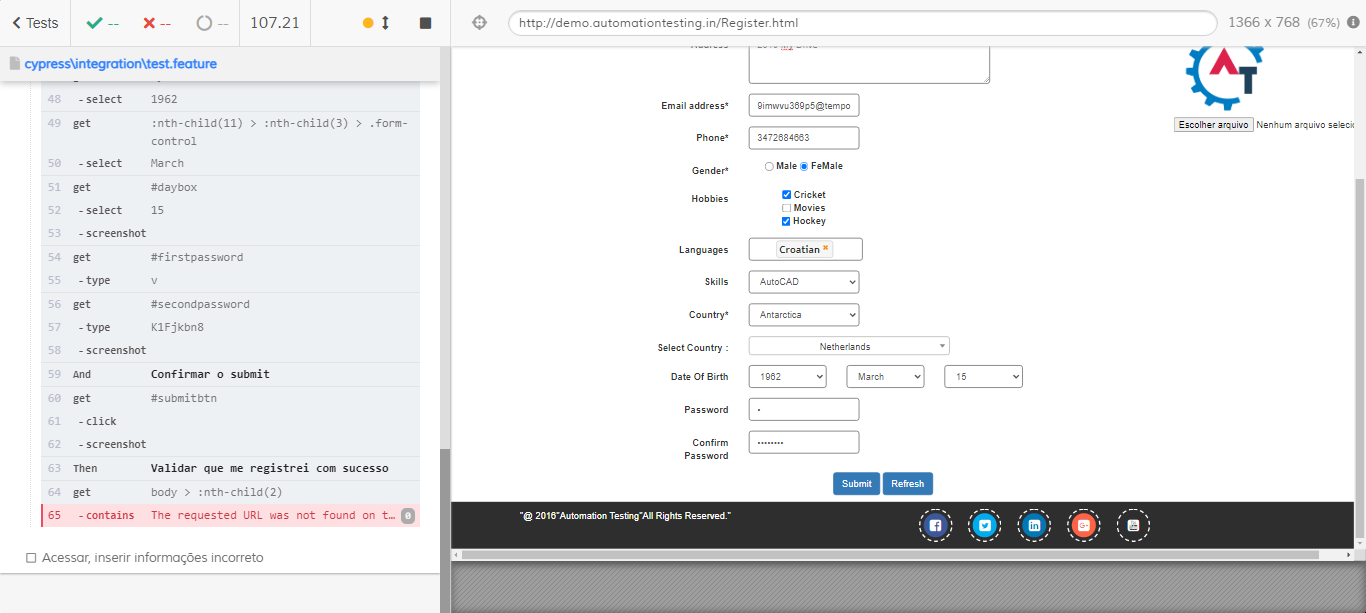 Tests -- -- -- 107.21
http://demo.automationtesting.in/Register.html
1366 x 768 (67%)
cypress\integration\test.feature
48 -select 1962
49 get :nth-child(11) > :nth-child(3) > .form-
control
50 -select March
51 get #daybox
52 -select 15
53 -screenshot
54 get #firstpassword
55 -type v
56 get #secondpassword
57 -type K1Fjkbn8
58 -screenshot
59 And Confirmar o submit
60 get #submitbtn
61 -click
62 -screenshot
63 Then Validar que me registrei com sucesso
64 get body > :nth-child(2)
65 -contains The requested URL was not found on t… 0
Acessar, inserir informações incorreto
Email address* 9imwvu369p5@tempo
Phone* 3472684663
Gender* Male FeMale
Hobbies Cricket
Movies
Hockey
Languages Croatian
Skills AutoCAD
Country* Antarctica
Select Country : Netherlands
Date Of Birth 1962 March 15
Password
Confirm
Password
Submit Refresh
AT
Escolher arquivo Nenhum arquivo selecic
"@ 2016"Automation Testing"All Rights Reserved."